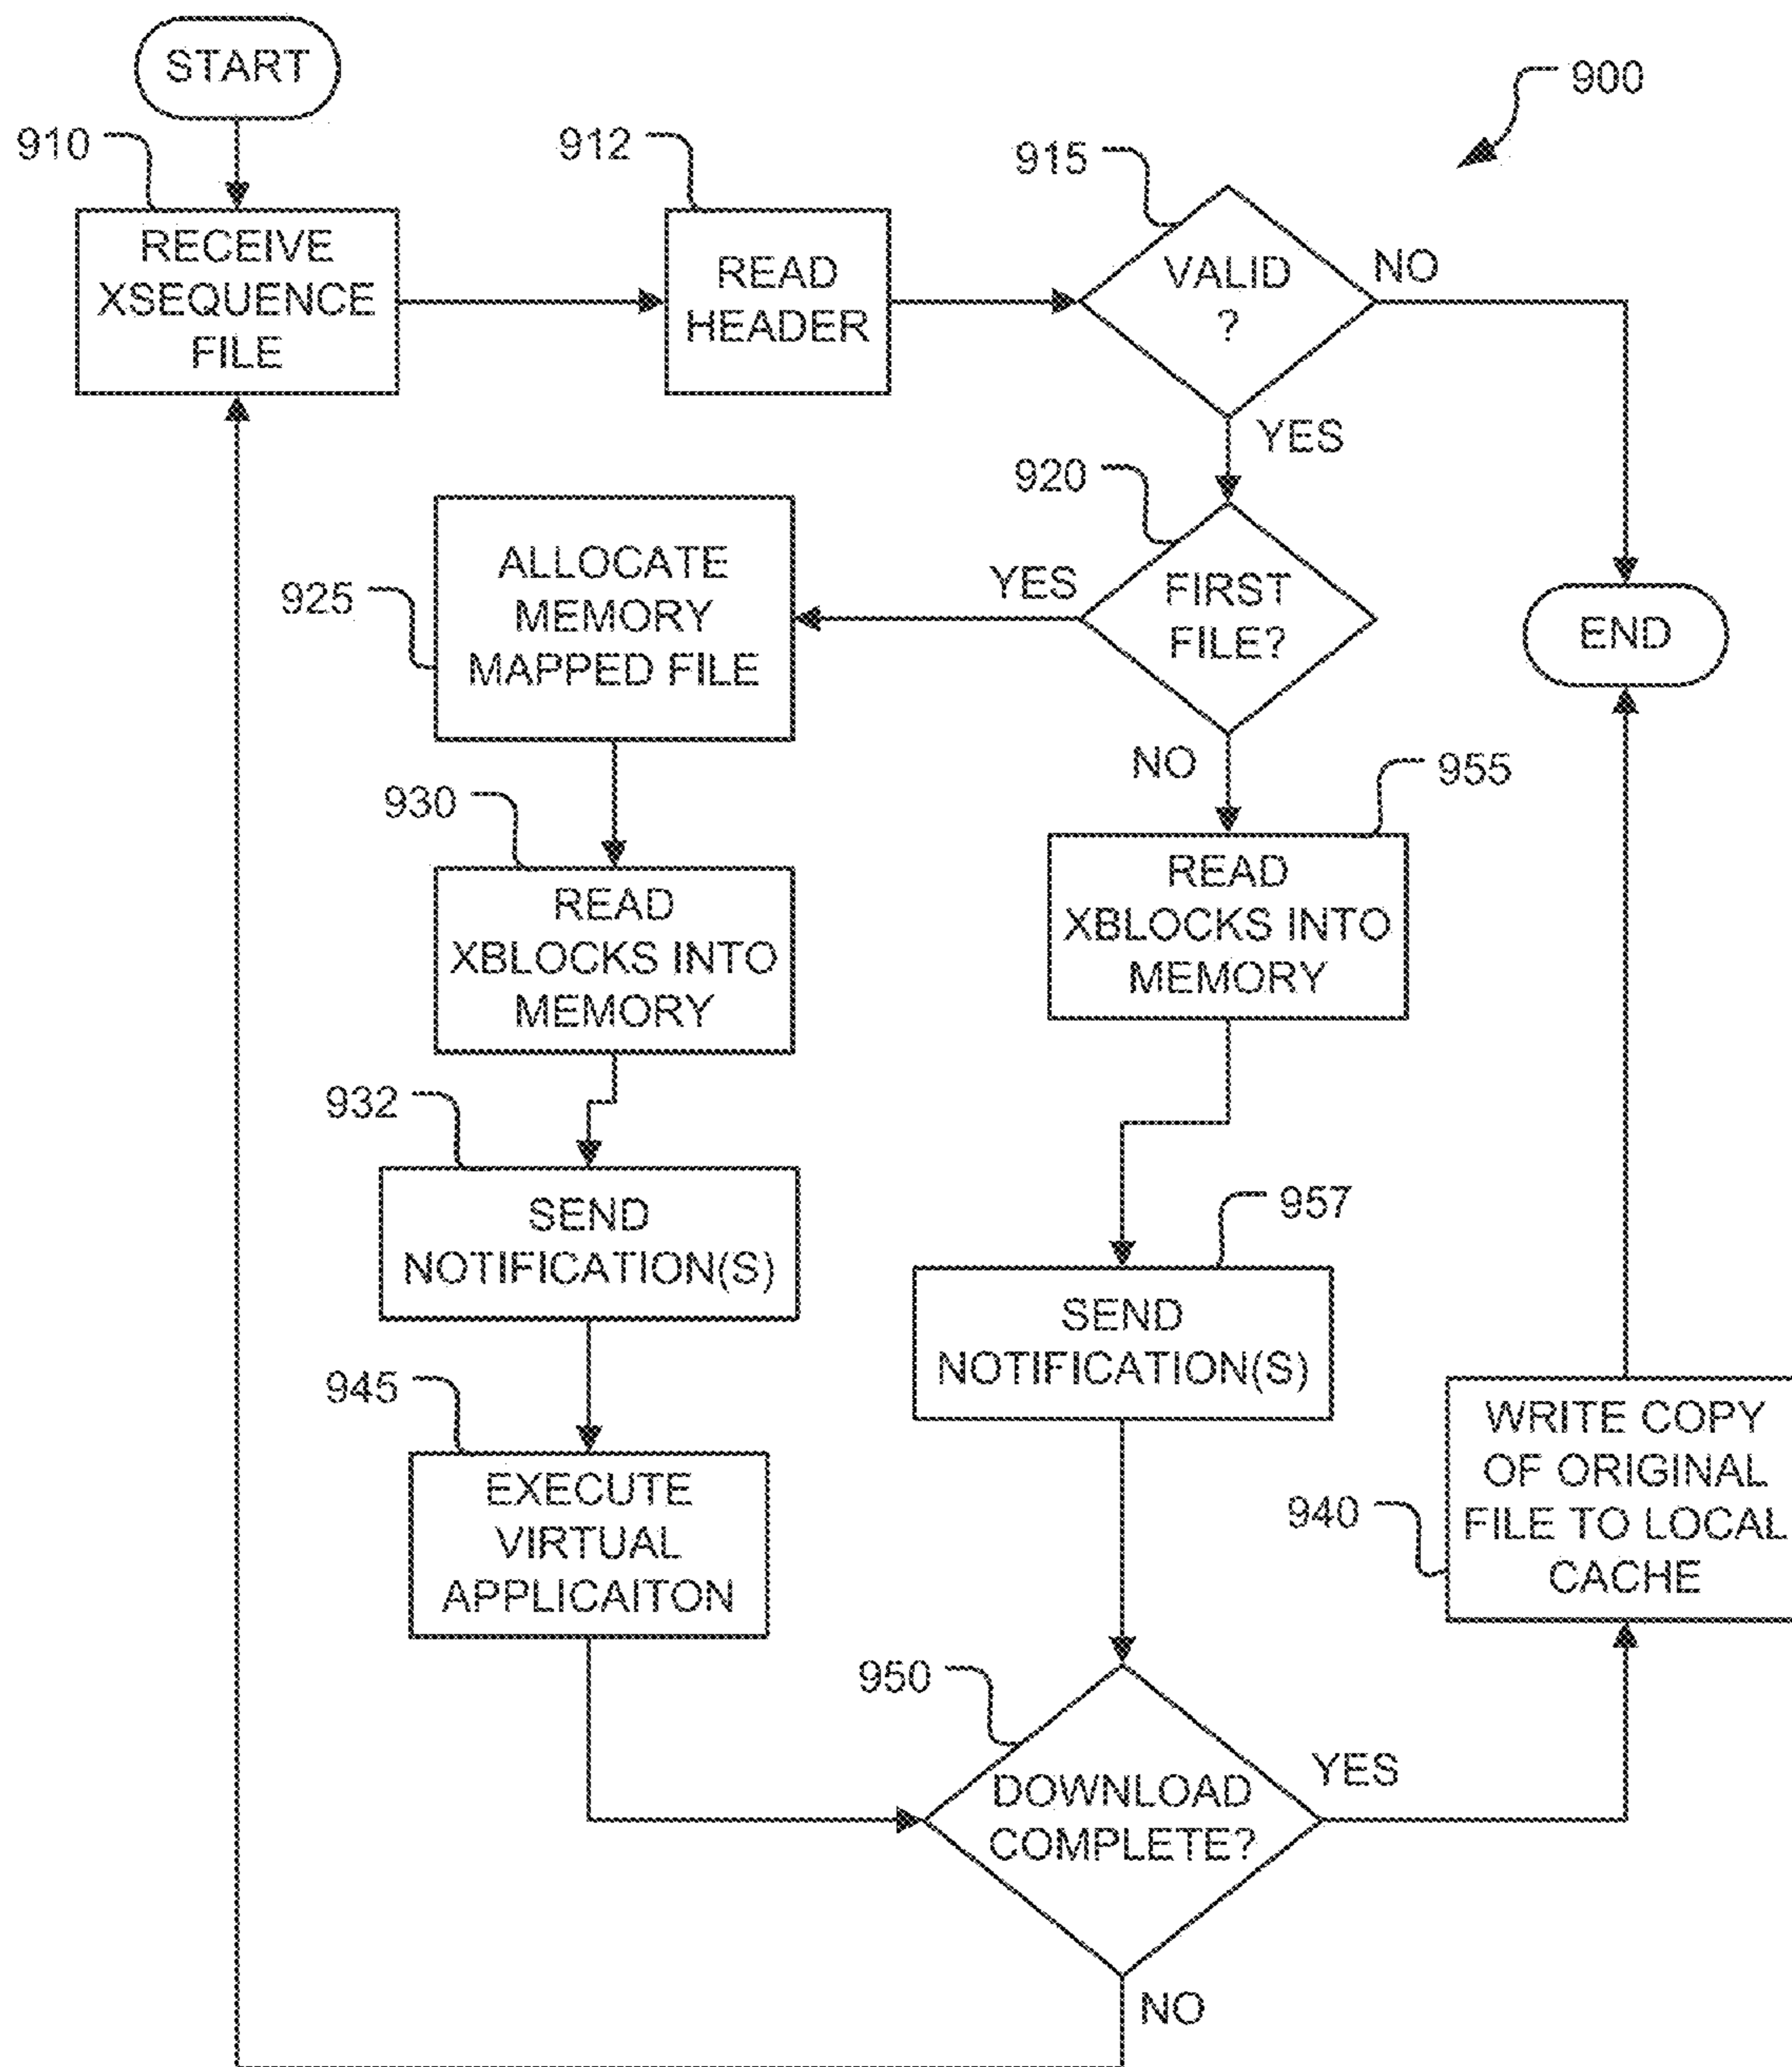 START
900
910
912
915
RECEIVE
XSEQUENCE
FILE
READ
HEADER
VALID
?
NO
YES
920
925
ALLOCATE
MEMORY
MAPPED FILE
YES
FIRST
FILE?
END
NO
930
955
READ
XBLOCKS INTO
MEMORY
READ
XBLOCKS INTO
MEMORY
932
957
SEND
NOTIFICATION(S)
SEND
NOTIFICATION(S)
945
940
WRITE COPY
OF ORIGINAL
FILE TO LOCAL
CACHE
EXECUTE
VIRTUAL
APPLICAITON
950
DOWNLOAD
COMPLETE?
YES
NO